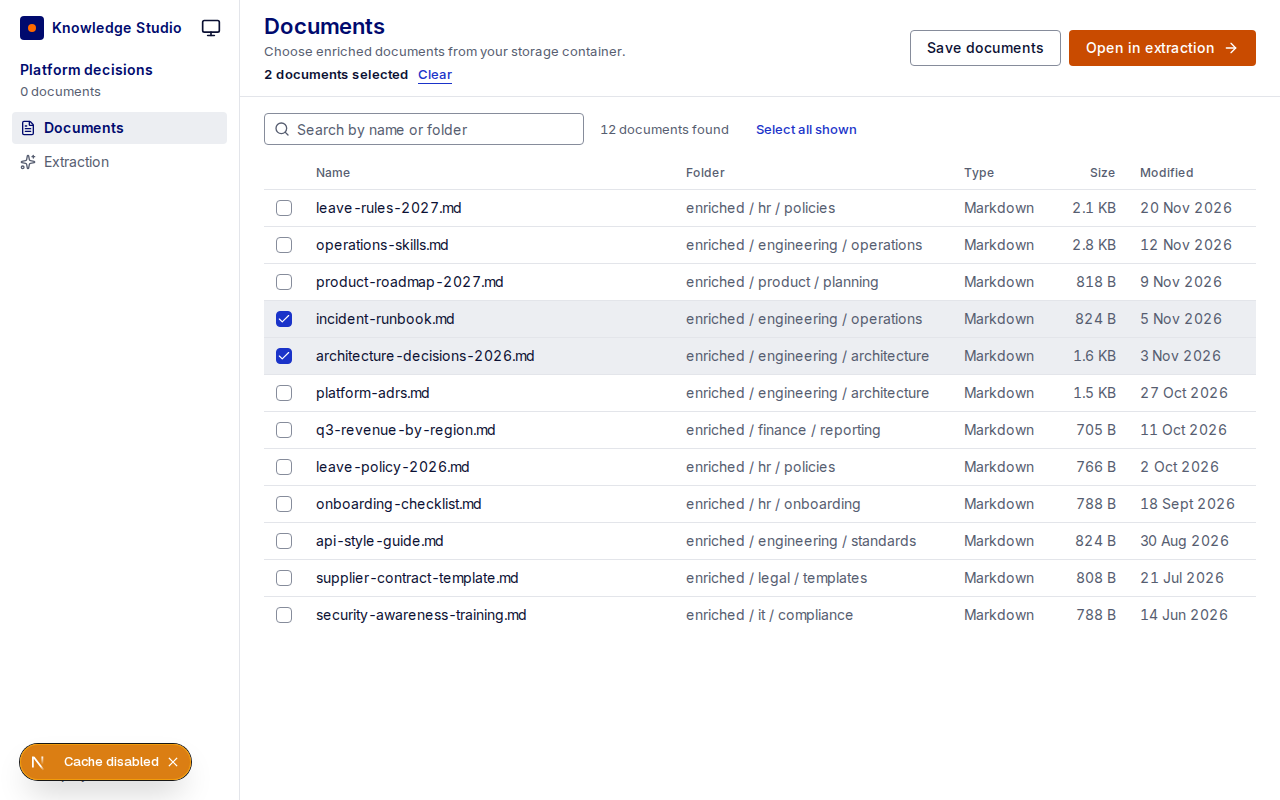 Knowledge Studio
Platform decisions
0 documents
Documents
Extraction
Cache disabled
Documents
Choose enriched documents from your storage container.
2 documents selected Clear
Save documents
Open in extraction
Search by name or folder
12 documents found
Select all shown
Name Folder Type Size Modified
leave-rules-2027.md enriched / hr / policies Markdown 2.1 KB 20 Nov 2026
operations-skills.md enriched / engineering / operations Markdown 2.8 KB 12 Nov 2026
product-roadmap-2027.md enriched / product / planning Markdown 818 B 9 Nov 2026
incident-runbook.md enriched / engineering / operations Markdown 824 B 5 Nov 2026
architecture-decisions-2026.md enriched / engineering / architecture Markdown 1.6 KB 3 Nov 2026
platform-adrs.md enriched / engineering / architecture Markdown 1.5 KB 27 Oct 2026
q3-revenue-by-region.md enriched / finance / reporting Markdown 705 B 11 Oct 2026
leave-policy-2026.md enriched / hr / policies Markdown 766 B 2 Oct 2026
onboarding-checklist.md enriched / hr / onboarding Markdown 788 B 18 Sept 2026
api-style-guide.md enriched / engineering / standards Markdown 824 B 30 Aug 2026
supplier-contract-template.md enriched / legal / templates Markdown 808 B 21 Jul 2026
security-awareness-training.md enriched / it / compliance Markdown 788 B 14 Jun 2026